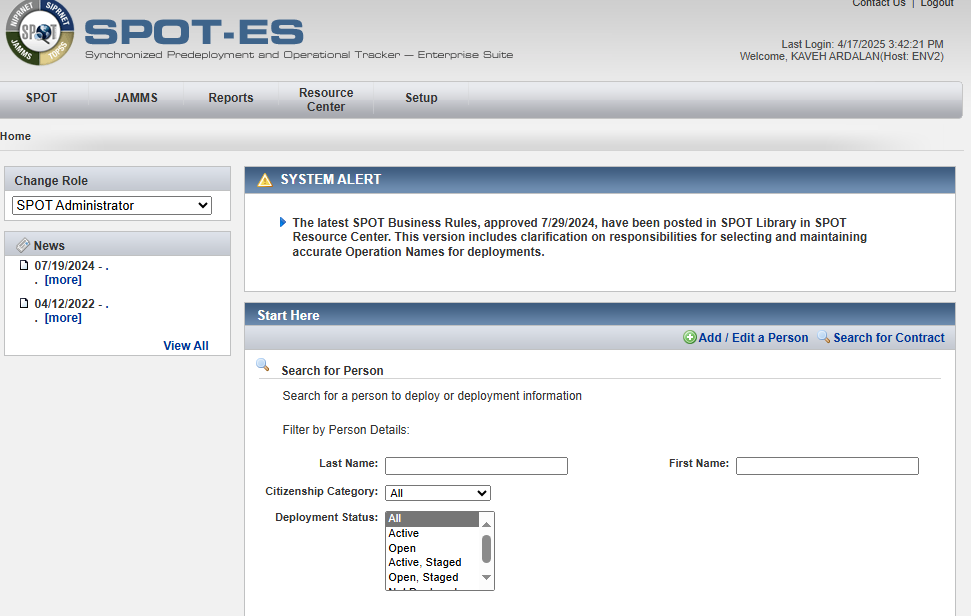 Contact Us | Logout
NIPRNET SIPRNET
SPOT
JAMMS TOPSS
SPOT-ES
Synchronized Predeployment and Operational Tracker — Enterprise Suite
Last Login: 4/17/2025 3:42:21 PM
Welcome, KAVEH ARDALAN(Host: ENV2)
SPOT JAMMS Reports Resource Center Setup
Home
Change Role
SPOT Administrator
News
07/19/2024 - .
. [more]
04/12/2022 - .
. [more]
View All
SYSTEM ALERT
The latest SPOT Business Rules, approved 7/29/2024, have been posted in SPOT Library in SPOT
Resource Center. This version includes clarification on responsibilities for selecting and maintaining
accurate Operation Names for deployments.
Start Here
Add / Edit a Person Search for Contract
Search for Person
Search for a person to deploy or deployment information
Filter by Person Details:
Last Name: First Name:
Citizenship Category: All
Deployment Status: All
Active
Open
Active, Staged
Open, Staged